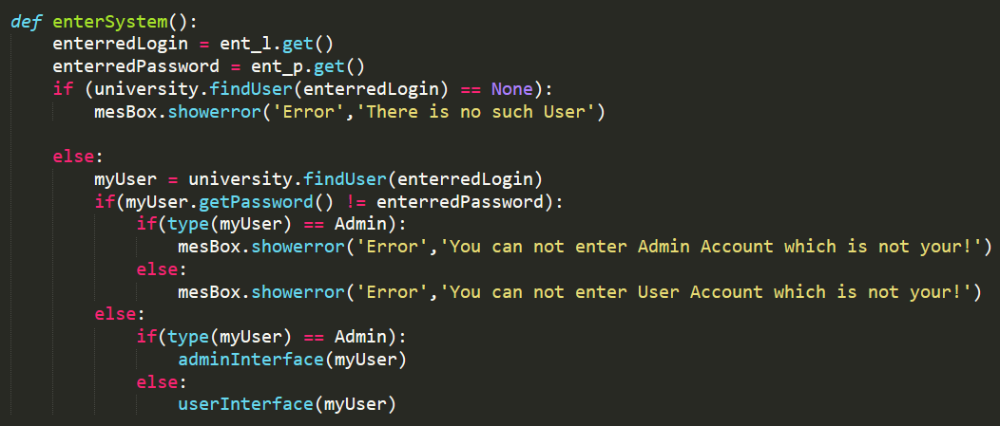 def enterSystem():
    enterredLogin = ent_l.get()
    enterredPassword = ent_p.get()
    if (university.findUser(enterredLogin) == None):
        mesBox.showerror('Error','There is no such User')

    else:
        myUser = university.findUser(enterredLogin)
        if(myUser.getPassword() != enterredPassword):
            if(type(myUser) == Admin):
                mesBox.showerror('Error','You can not enter Admin Account which is not your!')
            else:
                mesBox.showerror('Error','You can not enter User Account which is not your!')
        else:
            if(type(myUser) == Admin):
                adminInterface(myUser)
            else:
                userInterface(myUser)